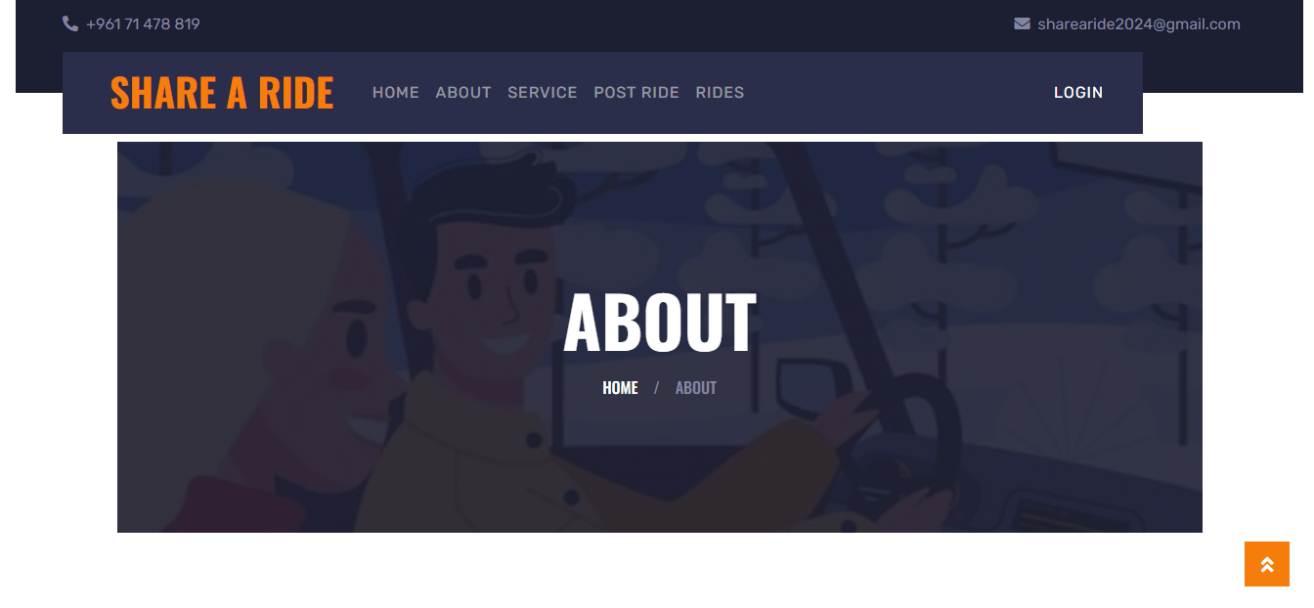 +961 71 478 819
sharearide2024@gmail.com
SHARE A RIDE
HOME ABOUT SERVICE POST RIDE RIDES
LOGIN
ABOUT
HOME / ABOUT